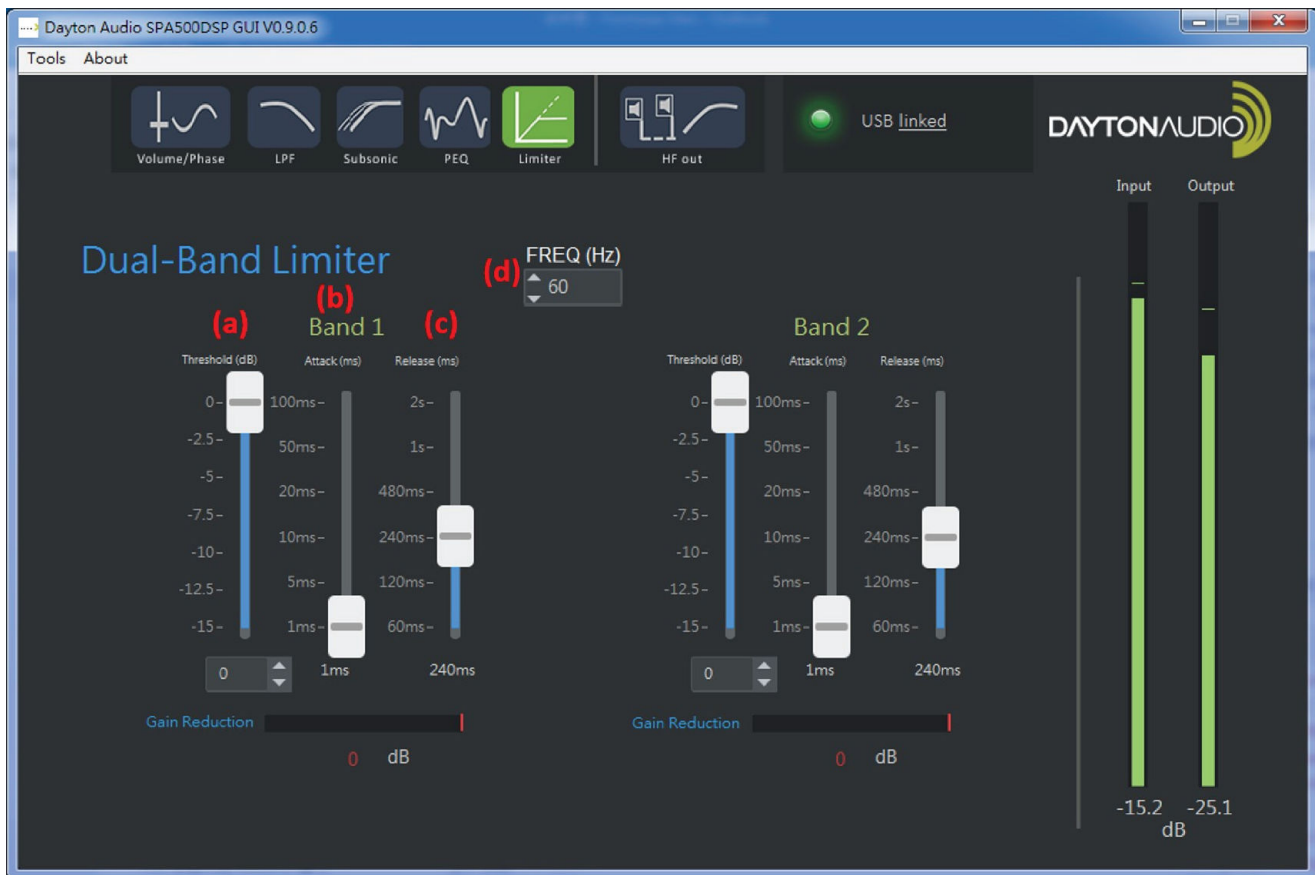 Dayton Audio SPA500DSP GUI V0.9.0.6
Tools About
Volume/Phase LPF Subsonic PEQ Limiter HF out
USB linked
DAYTONAUDIO
Input Output
Dual-Band Limiter
FREQ (Hz)
(d) 60
(a) (b) (c)
Band 1
Threshold (dB) Attack (ms) Release (ms)
0 100ms 2s
-2.5 50ms 1s
-5 20ms 480ms
-7.5 10ms 240ms
-10 5ms 120ms
-12.5 1ms 60ms
-15
0 1ms 240ms
Gain Reduction
0 dB
Band 2
Threshold (dB) Attack (ms) Release (ms)
0 100ms 2s
-2.5 50ms 1s
-5 20ms 480ms
-7.5 10ms 240ms
-10 5ms 120ms
-12.5 1ms 60ms
-15
0 1ms 240ms
Gain Reduction
0 dB
-15.2 -25.1
dB